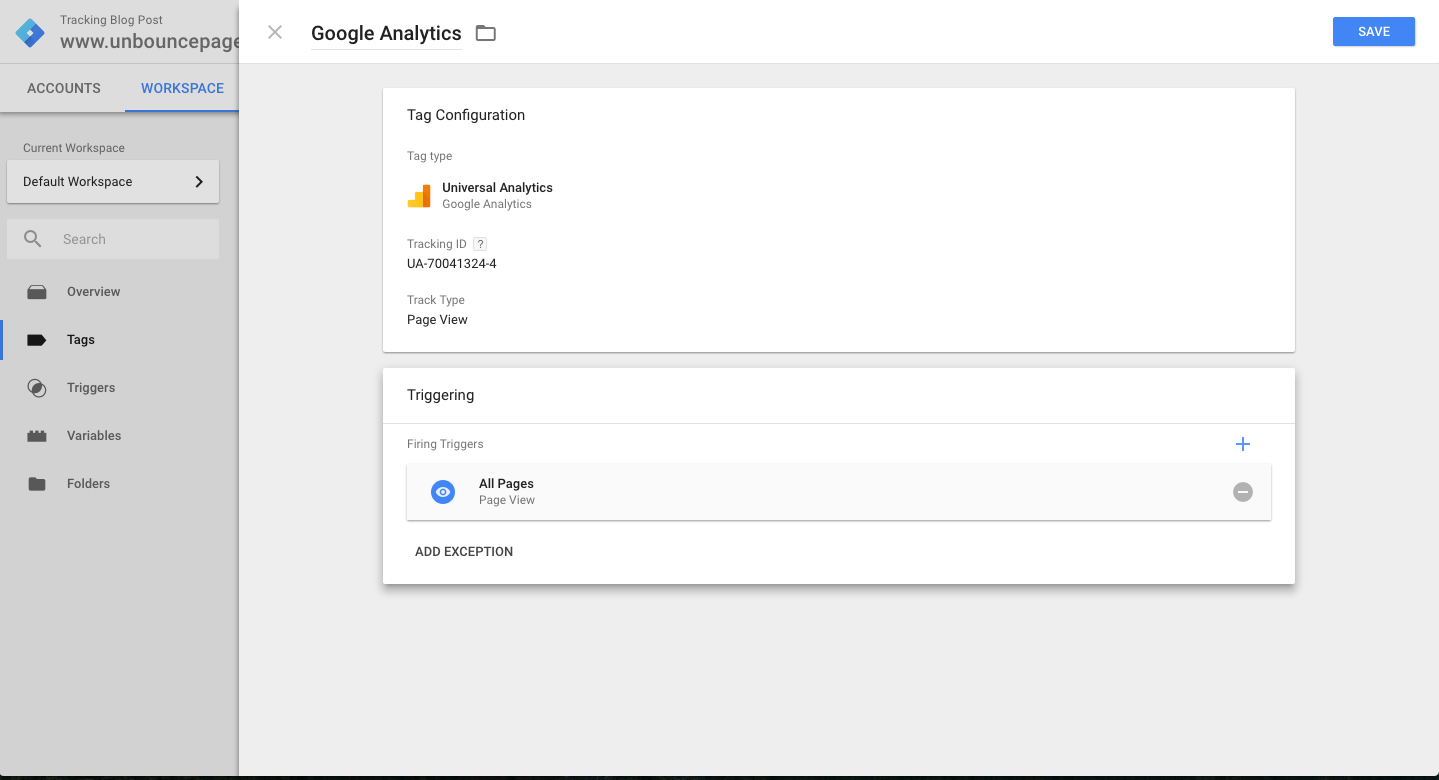 Tracking Blog Post
www.unbouncepage
Google Analytics
SAVE
ACCOUNTS
WORKSPACE
Current Workspace
Default Workspace
Search
Overview
Tags
Triggers
Variables
Folders
Tag Configuration
Tag type
Universal Analytics
Google Analytics
Tracking ID ?
UA-70041324-4
Track Type
Page View
Triggering
Firing Triggers
All Pages
Page View
ADD EXCEPTION